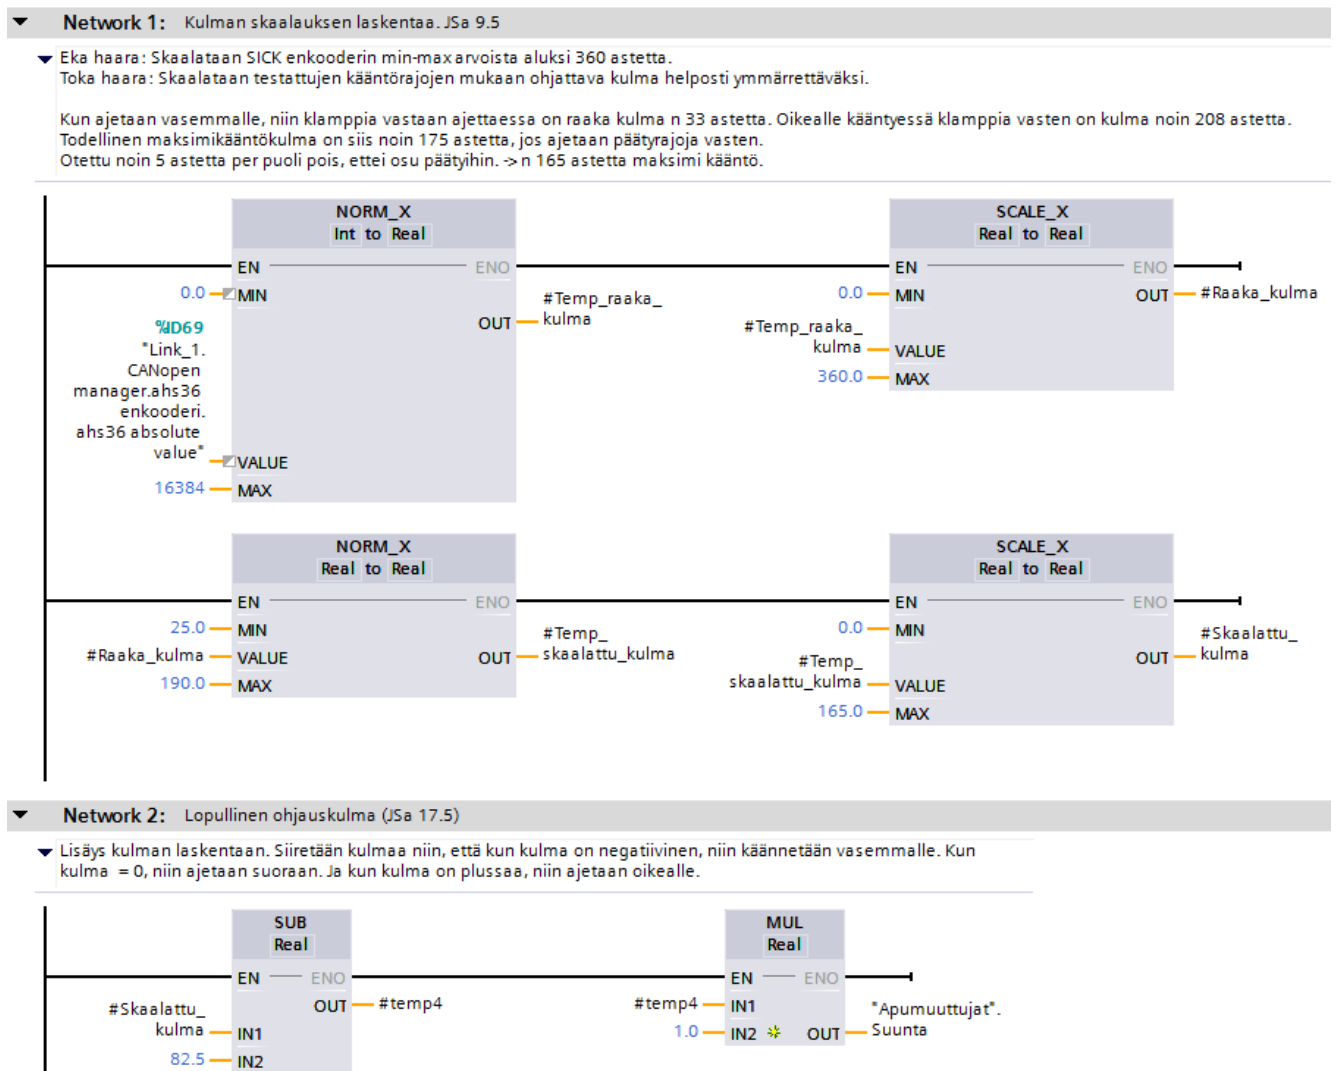 Network 1: Kulman skaalauksen laskentaa. JSa 9.5
Eka haara: Skaalataan SICK enkooderin min-max arvoista aluksi 360 astetta.
Toka haara: Skaalataan testattujen kääntörajojen mukaan ohjattava kulma helposti ymmärrettäväksi.
Kun ajetaan vasemmalle, niin klamppia vastaan ajettaessa on raaka kulma n 33 astetta. Oikealle kääntyessä klamppia vasten on kulma noin 208 astetta.
Todellinen maksimikääntökulma on siis noin 175 astetta, jos ajetaan päätyrajoja vasten.
Otettu noin 5 astetta per puoli pois, ettei osu päätyihin. -> n 165 astetta maksimi kääntö.
NORM_X
Int to Real
EN
ENO
0.0
MIN
%ID69
"Link_1.
CANopen
manager.ahs36
enkooderi.
ahs36 absolute
value"
VALUE
16384
MAX
OUT
#Temp_raaka_
kulma
SCALE_X
Real to Real
EN
ENO
0.0
MIN
#Temp_raaka_
kulma
VALUE
360.0
MAX
OUT
#Raaka_kulma
NORM_X
Real to Real
EN
ENO
25.0
MIN
#Raaka_kulma
VALUE
190.0
MAX
OUT
#Temp_
skaalattu_kulma
SCALE_X
Real to Real
EN
ENO
0.0
MIN
#Temp_
skaalattu_kulma
VALUE
165.0
MAX
OUT
#Skaalattu_
kulma
Network 2: Lopullinen ohjauskulma (JSa 17.5)
Lisäys kulman laskentaan. Siiretään kulmaa niin, että kun kulma on negatiivinen, niin käännetään vasemmalle. Kun
kulma = 0, niin ajetaan suoraan. Ja kun kulma on plussaa, niin ajetaan oikealle.
SUB
Real
EN
ENO
#Skaalattu_
kulma
IN1
82.5
IN2
OUT
#temp4
MUL
Real
EN
ENO
#temp4
IN1
1.0
IN2
OUT
"Apumuuttujat".
Suunta